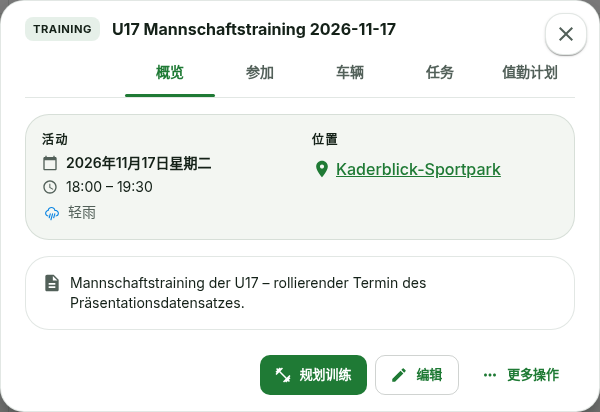 TRAINING
U17 Mannschaftstraining 2026-11-17
概览
参加
车辆
任务
值勤计划
活动
2026年11月17日星期二
18:00 – 19:30
轻雨
位置
Kaderblick-Sportpark
Mannschaftstraining der U17 – rollierender Termin des
Präsentationsdatensatzes.
规划训练
编辑
更多操作